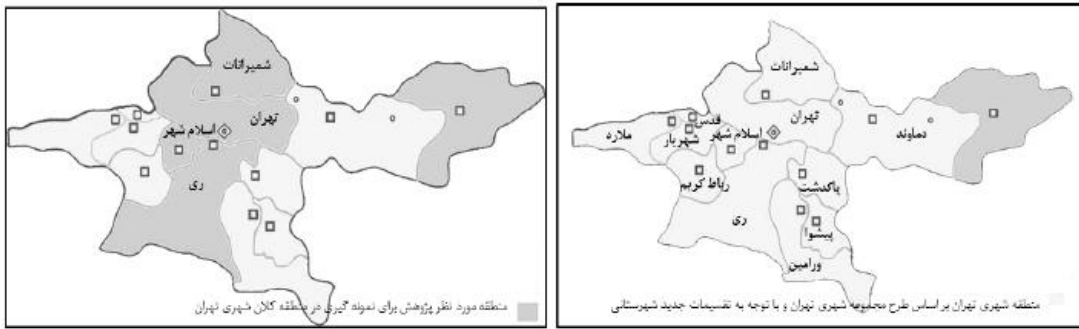 شمیرانات
تهران
اسلام شهر
ری
منطقه مورد نظر پژوهش برای نمونه گیری در منطقه کلان شهری تهران
شمیرانات
تهران
دماوند
قدس
ملارد
شهریار
اسلام شهر
رباط کریم
پاکدشت
ری
پیشوا
ورامین
منطقه شهری تهران بر اساس طرح مجموعه شهری تهران و با توجه به تقسیمات جدید شهرستانی